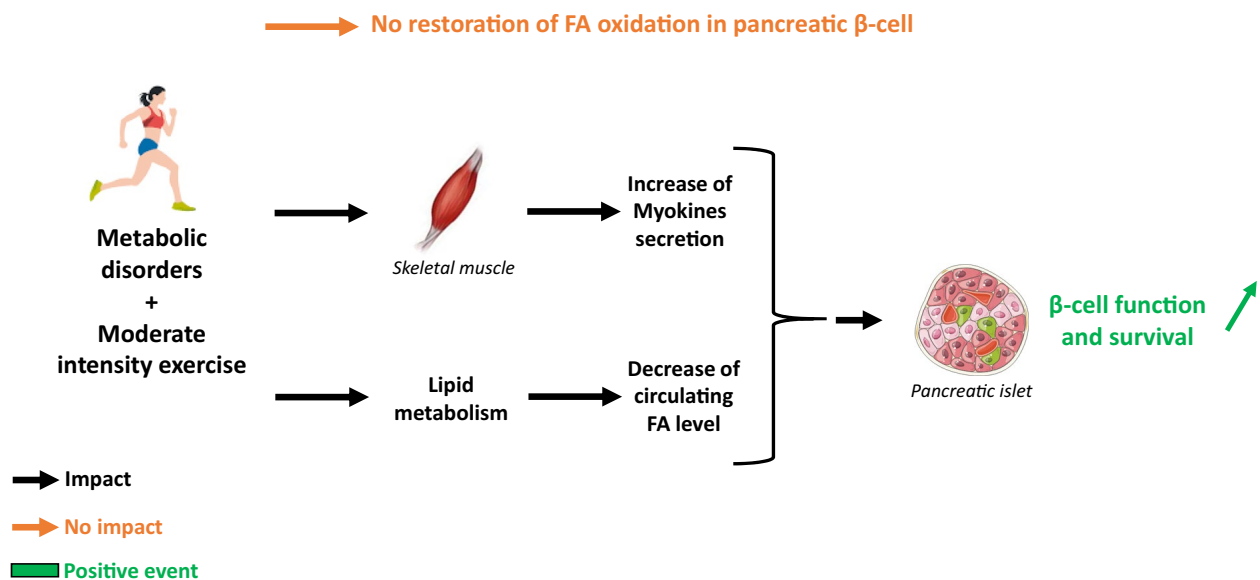 No restoration of FA oxidation in pancreatic β-cell
Metabolic
disorders
+
Moderate
intensity exercise
Skeletal muscle
Increase of
Myokines
secretion
Lipid
metabolism
Decrease of
circulating
FA level
Pancreatic islet
β-cell function
and survival
Impact
No impact
Positive event